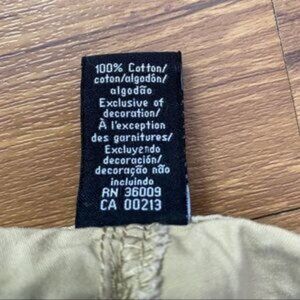 100% Cotton/
coton/algodón/
algodão
Exclusive of
decoration/
À l'exception
des garnitures/
Excluyendo
decoración/
decoração não
incluindo
RN 36009
CA 00213